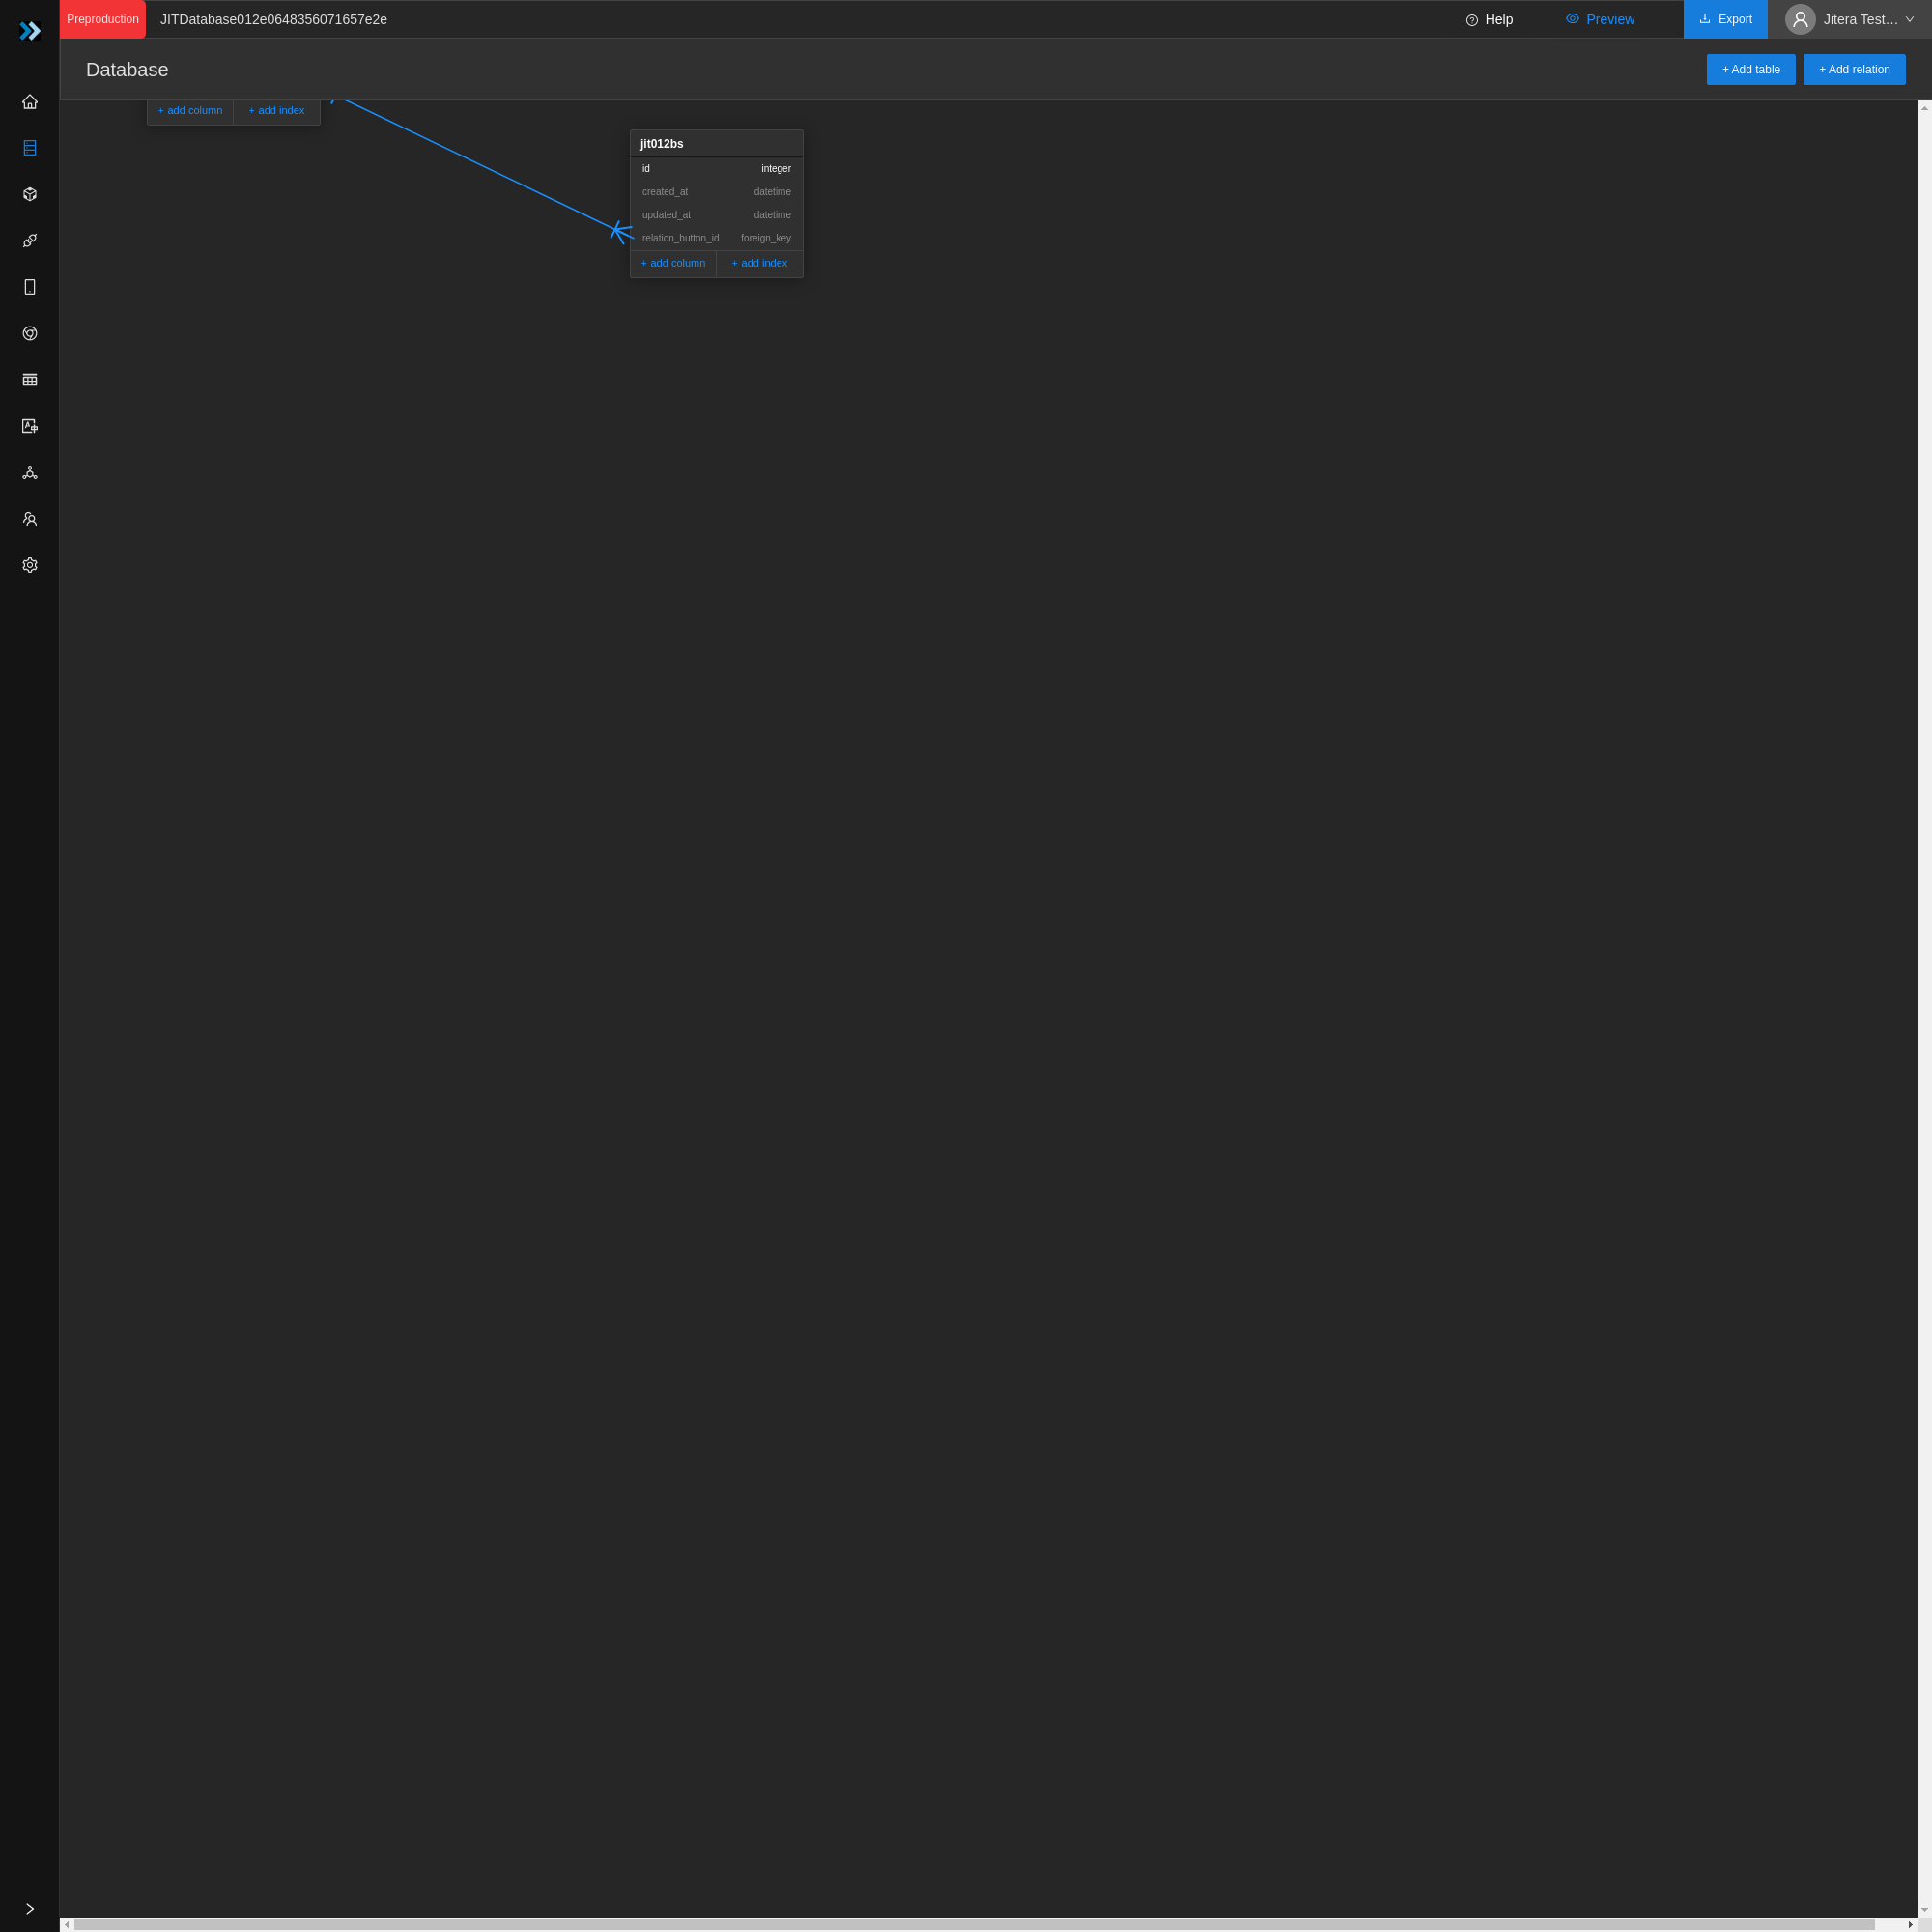 Preproduction JITDatabase012e0648356071657e2e Help Preview Export Jitera Test…
Database + Add table + Add relation
+ add column + add index
jit012bs
id integer
created_at datetime
updated_at datetime
relation_button_id foreign_key
+ add column + add index